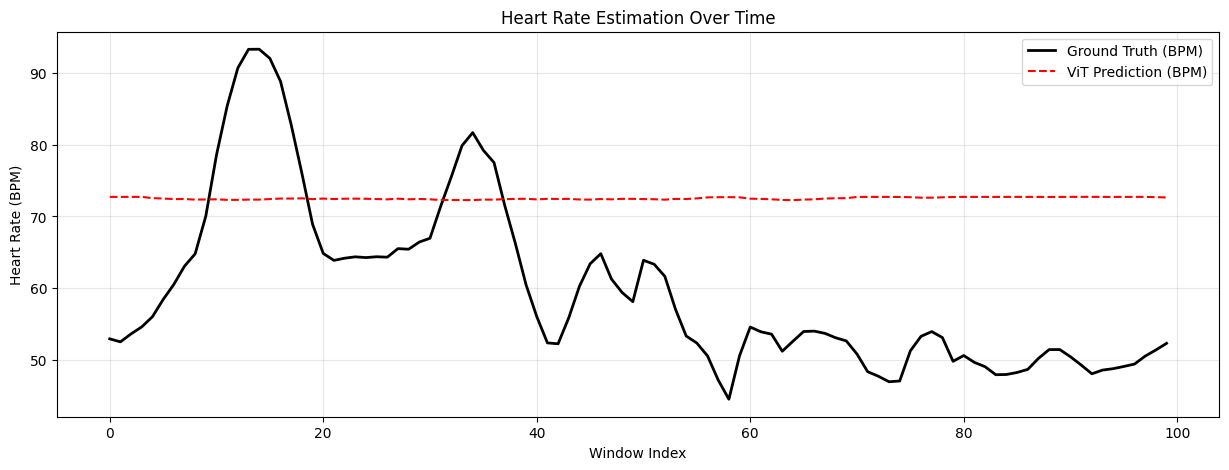 Heart Rate Estimation Over Time
Ground Truth (BPM)
ViT Prediction (BPM)
Heart Rate (BPM)
90
80
70
60
50
0
20
40
60
80
100
Window Index